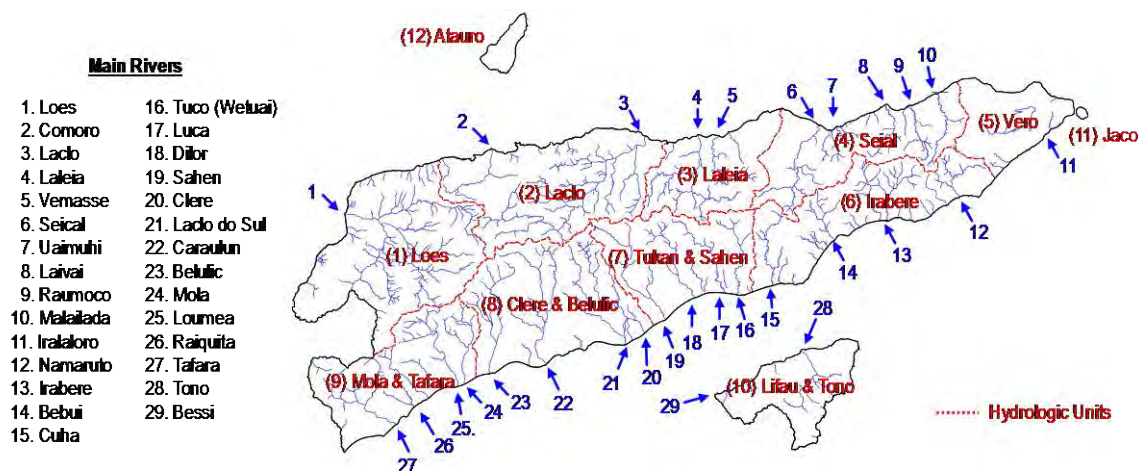 Main Rivers
1. Loes
2. Comoro
3. Laclo
4. Laleia
5. Vemasse
6. Seical
7. Uaimuhi
8. Laivai
9. Raumoco
10. Malailada
11. Iralaloro
12. Namaruto
13. Irabere
14. Bebui
15. Cuha
16. Tuco (Wetuai)
17. Luca
18. Dilor
19. Sahen
20. Clere
21. Laclo do Sul
22. Caraulun
23. Belulic
24. Mola
25. Loumea
26. Raiquita
27. Tafara
28. Tono
29. Bessi
(12) Atauro
1
2
3
4
5
6
7
8
9
10
(5) Vero
(11) Jaco
11
(4) Seial
(3) Laleia
(2) Laclo
(6) Irabere
12
13
14
(1) Loes
(7) Tukan & Sahen
(8) Clere & Belulic
15
16
17
18
19
20
21
22
23
24
25.
26
27
(9) Mola & Tafara
28
(10) Lifau & Tono
29
Hydrologic Units